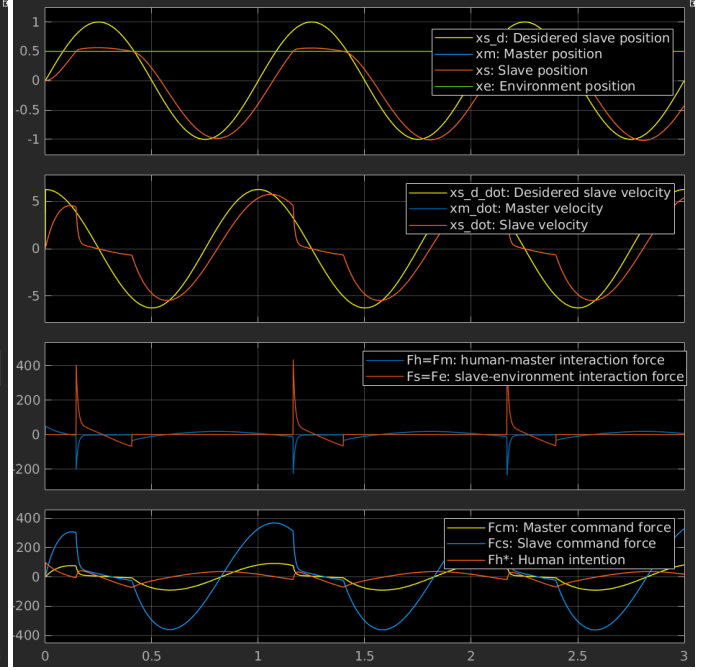 1
0.5
0
-0.5
-1
xs_d: Desidered slave position
xm: Master position
xs: Slave position
xe: Environment position
5
0
-5
xs_d_dot: Desidered slave velocity
xm_dot: Master velocity
xs_dot: Slave velocity
400
200
0
-200
Fh=Fm: human-master interaction force
Fs=Fe: slave-environment interaction force
400
200
0
-200
-400
Fcm: Master command force
Fcs: Slave command force
Fh*: Human intention
0
0.5
1
1.5
2
2.5
3